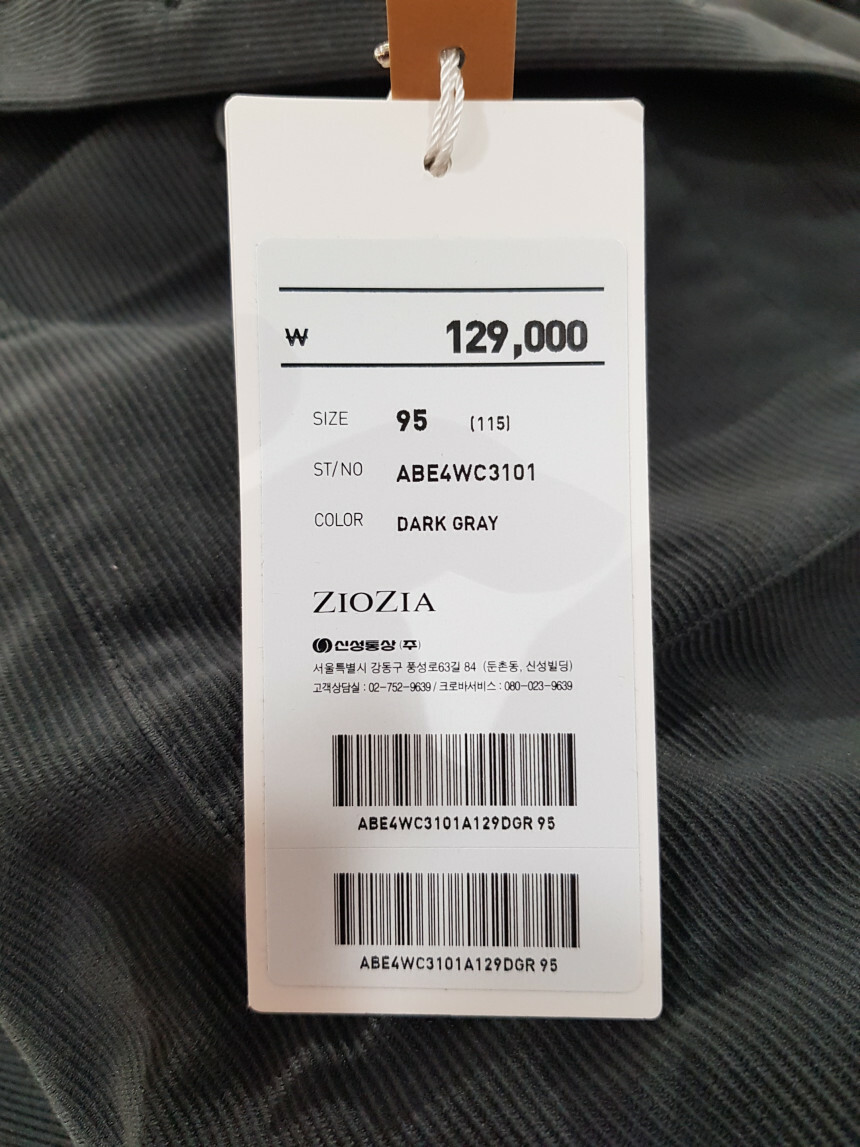 ₩ 129,000
SIZE 95 (115)
ST/NO ABE4WC3101
COLOR DARK GRAY
ZIOZIA
신성통상(주)
서울특별시 강동구 풍성로63길 84 (둔촌동, 신성빌딩)
고객상담실 : 02-752-9639 / 크로바서비스 : 080-023-9639
ABE4WC3101A129DGR 95
ABE4WC3101A129DGR 95